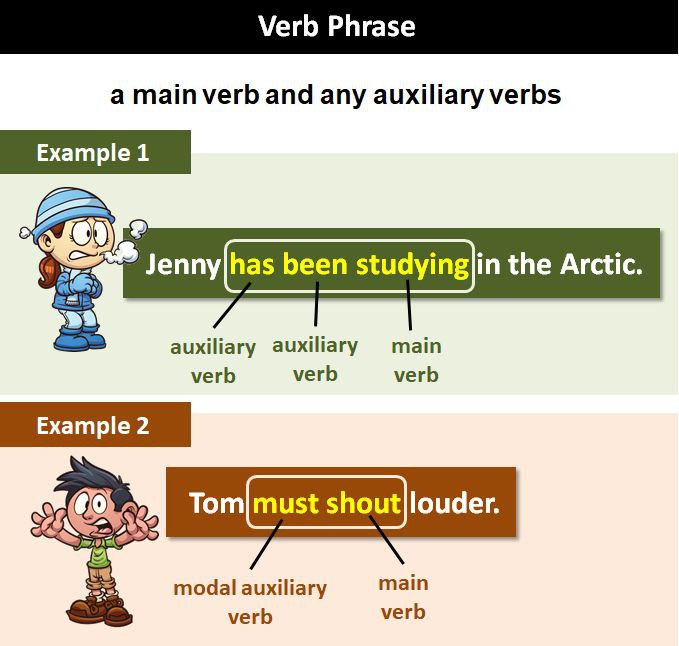 Verb Phrase
a main verb and any auxiliary verbs
Example 1
Jenny has been studying in the Arctic.
auxiliary verb
auxiliary verb
main verb
Example 2
Tom must shout louder.
modal auxiliary verb
main verb